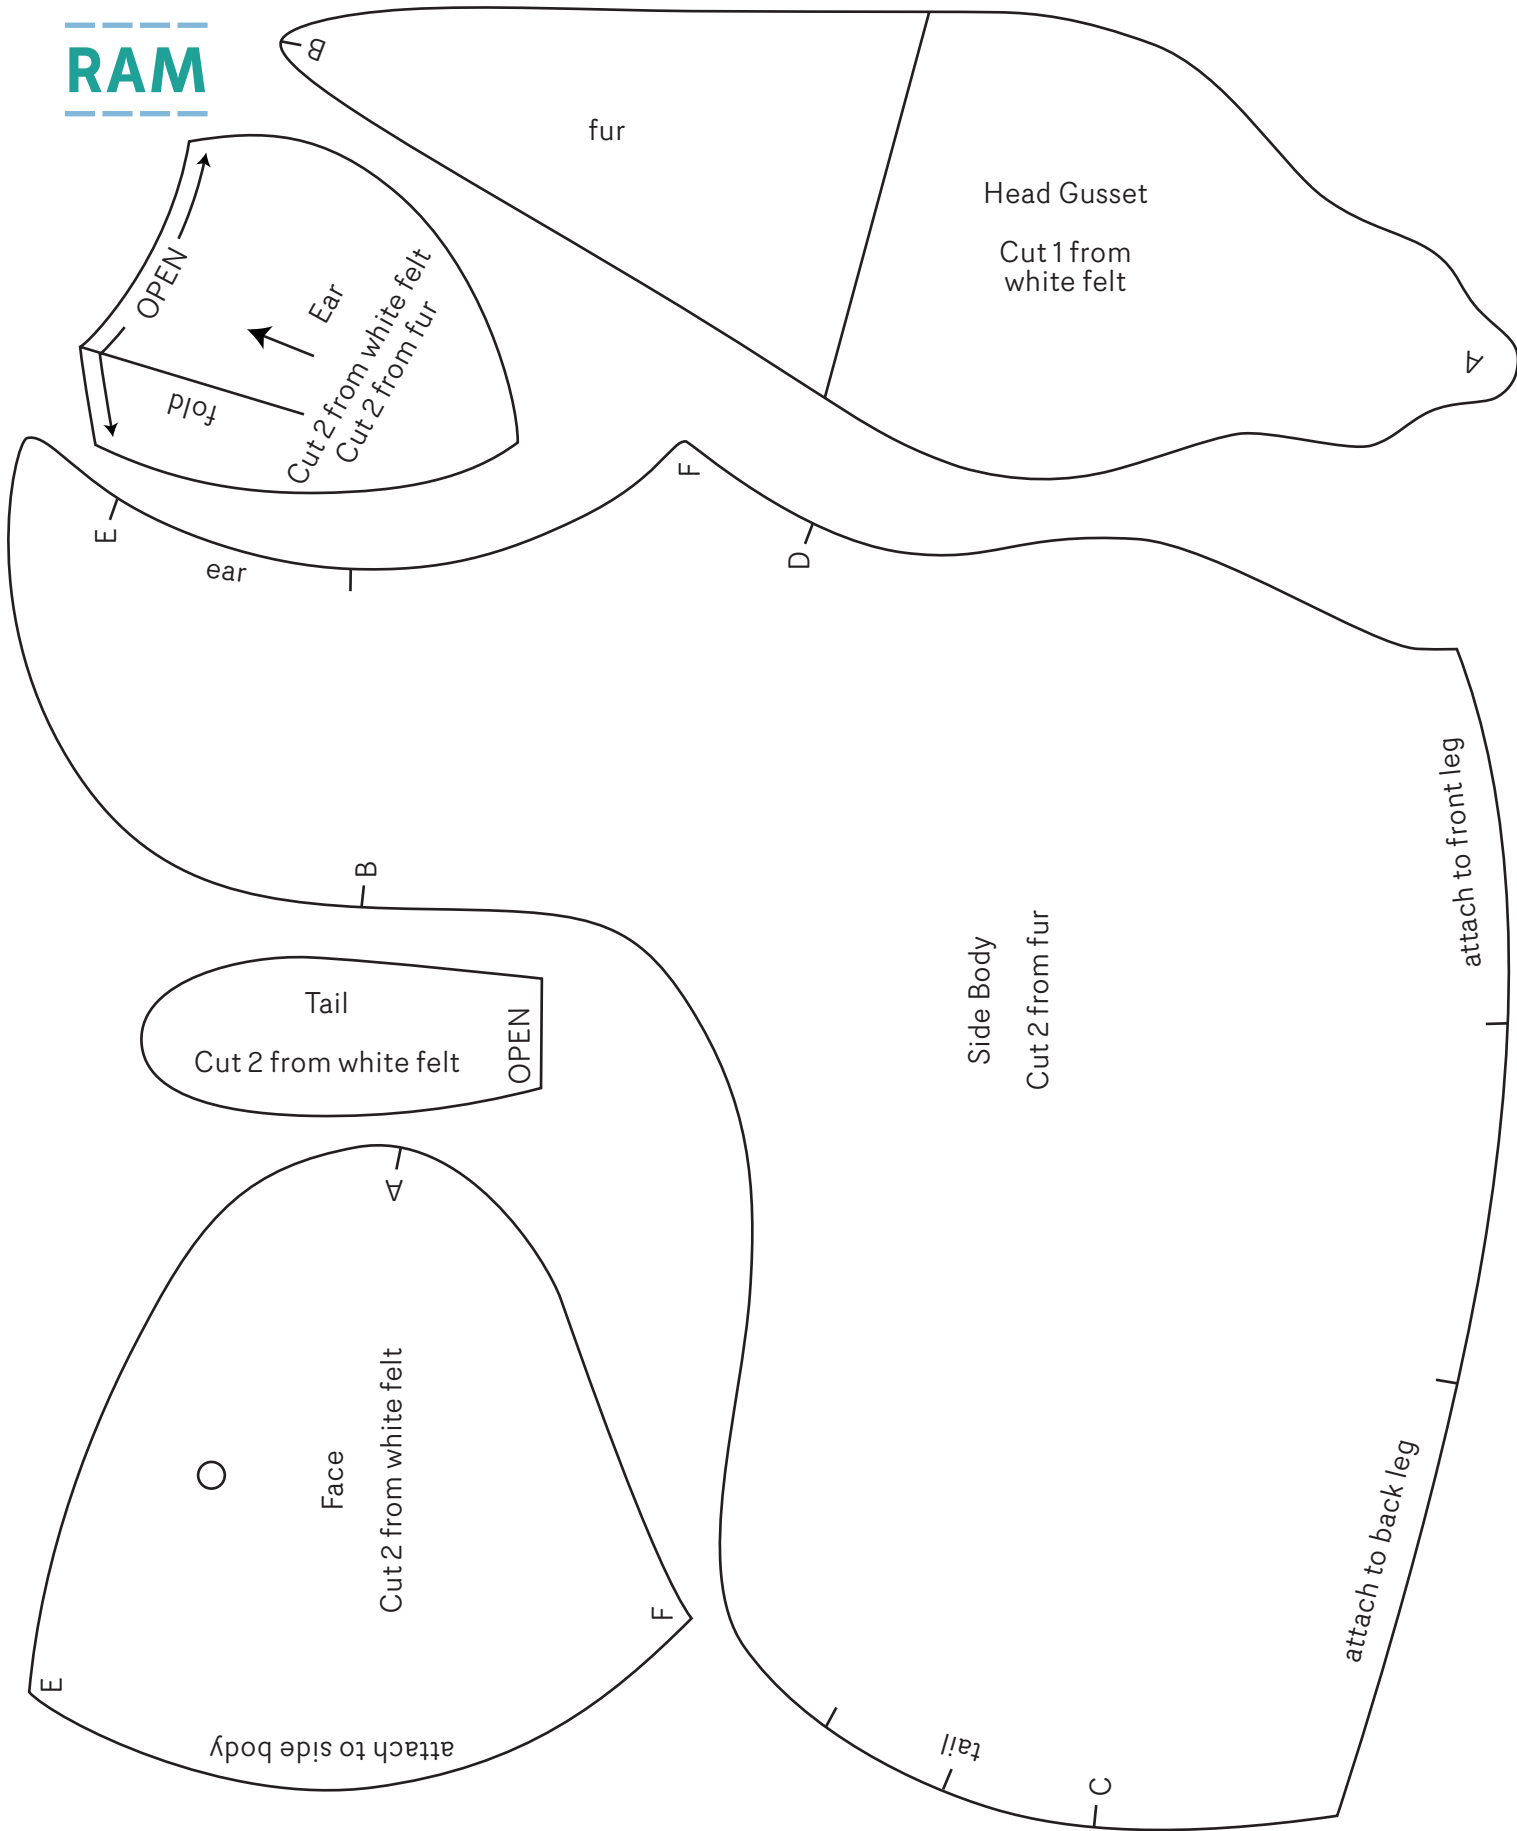 RAM
B
fur
Head Gusset
Cut 1 from
white felt
A
OPEN
Ear
Cut 2 from white felt
Cut 2 from fur
fold
E
ear
F
D
attach to front leg
B
Side Body
Cut 2 from fur
Tail
Cut 2 from white felt
OPEN
A
Face
Cut 2 from white felt
F
E
attach to side body
attach to back leg
tail
C